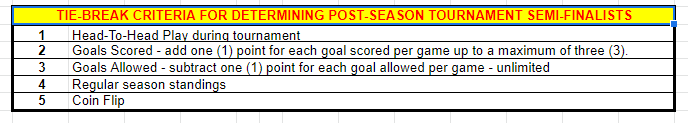 TIE-BREAK CRITERIA FOR DETERMINING POST-SEASON TOURNAMENT SEMI-FINALISTS
1 Head-To-Head Play during tournament
2 Goals Scored - add one (1) point for each goal scored per game up to a maximum of three (3).
3 Goals Allowed - subtract one (1) point for each goal allowed per game - unlimited
4 Regular season standings
5 Coin Flip